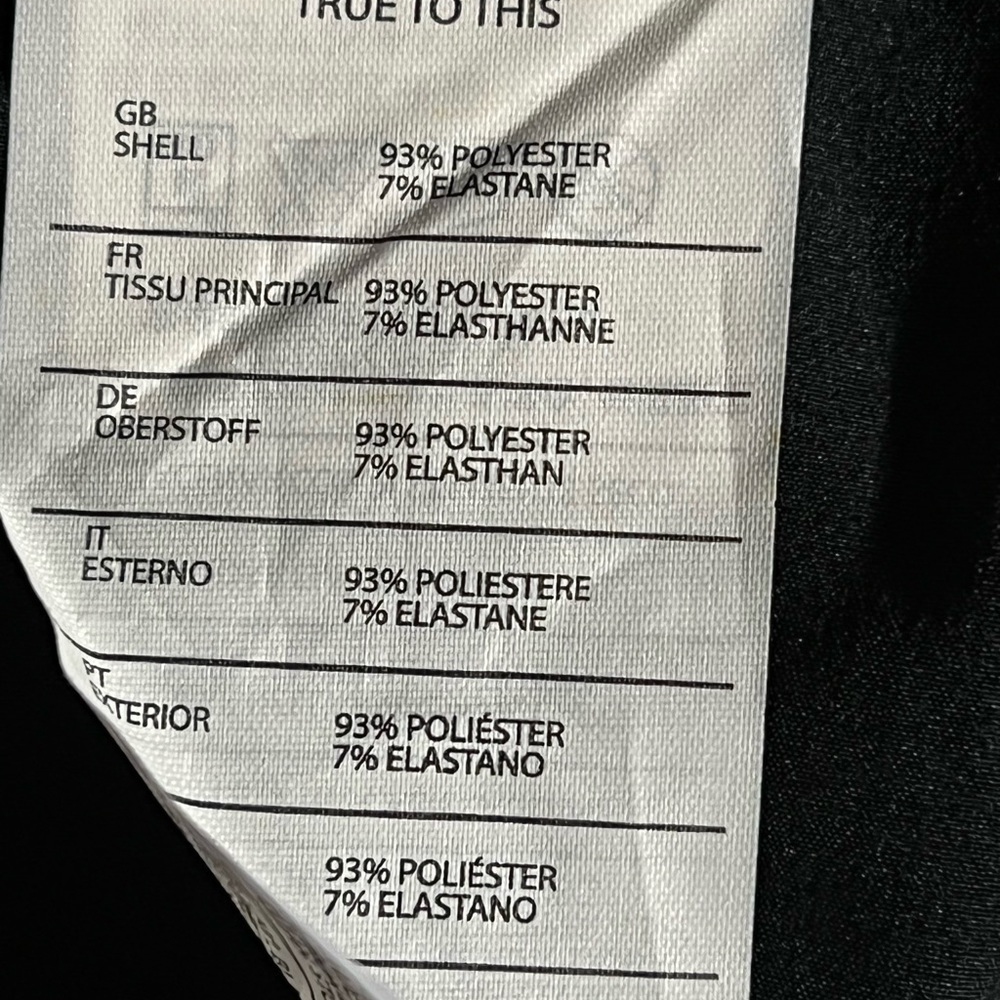 TRUE TO THIS
GB
SHELL
93% POLYESTER
7% ELASTANE
FR
TISSU PRINCIPAL 93% POLYESTER
7% ELASTHANNE
DE
OBERSTOFF
93% POLYESTER
7% ELASTHAN
IT
ESTERNO
93% POLIESTERE
7% ELASTANE
PT
EXTERIOR
93% POLIÉSTER
7% ELASTANO
93% POLIÉSTER
7% ELASTANO